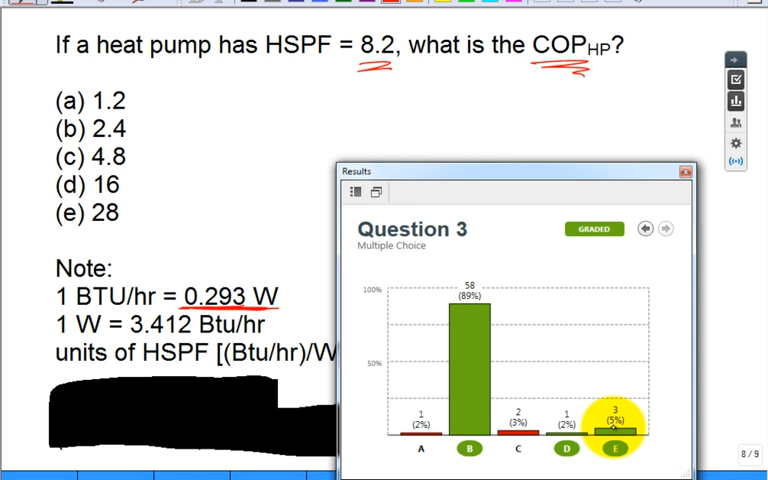 If a heat pump has HSPF = 8.2, what is the COPHP?
(a) 1.2
(b) 2.4
(c) 4.8
(d) 16
(e) 28
Note:
1 BTU/hr = 0.293 W
1 W = 3.412 Btu/hr
units of HSPF [(Btu/hr)/W
Results
Question 3
GRADED
Multiple Choice
100%
50%
58
(89%)
1
(2%)
2
(3%)
1
(2%)
3
(5%)
A
B
C
D
E
8 / 9